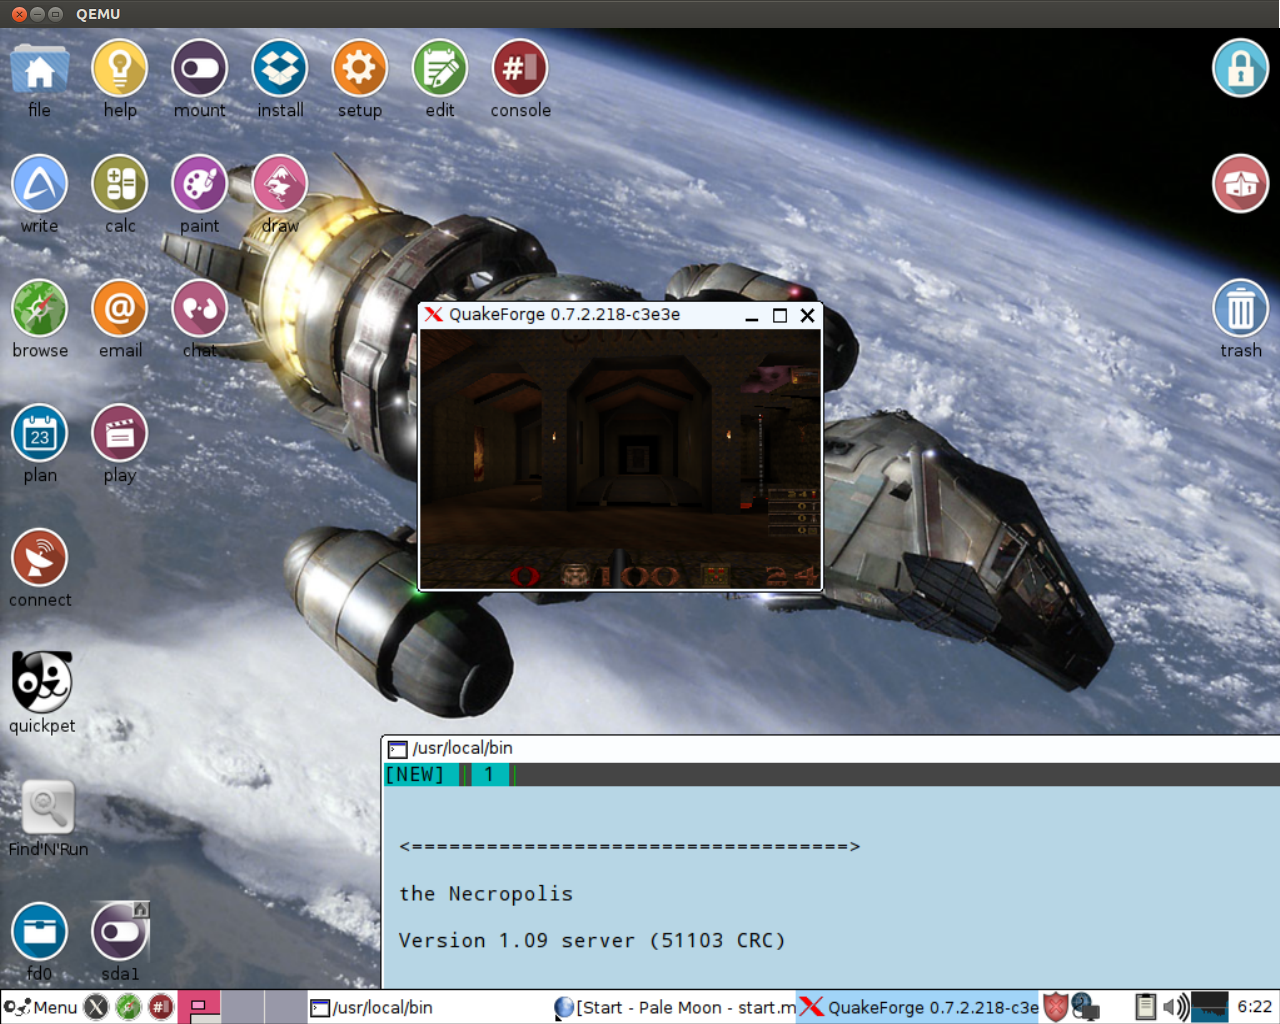 QEMU
file
help
mount
install
setup
edit
console
write
calc
paint
draw
browse
email
chat
trash
plan
23
play
connect
quickpet
Find'N'Run
fd0
sda1
QuakeForge 0.7.2.218-c3e3e
100
24
/usr/local/bin
[NEW] 1
<===================================>
the Necropolis
Version 1.09 server (51103 CRC)
Menu
/usr/local/bin
[Start - Pale Moon - start.m
QuakeForge 0.7.2.218-c3e
6:22